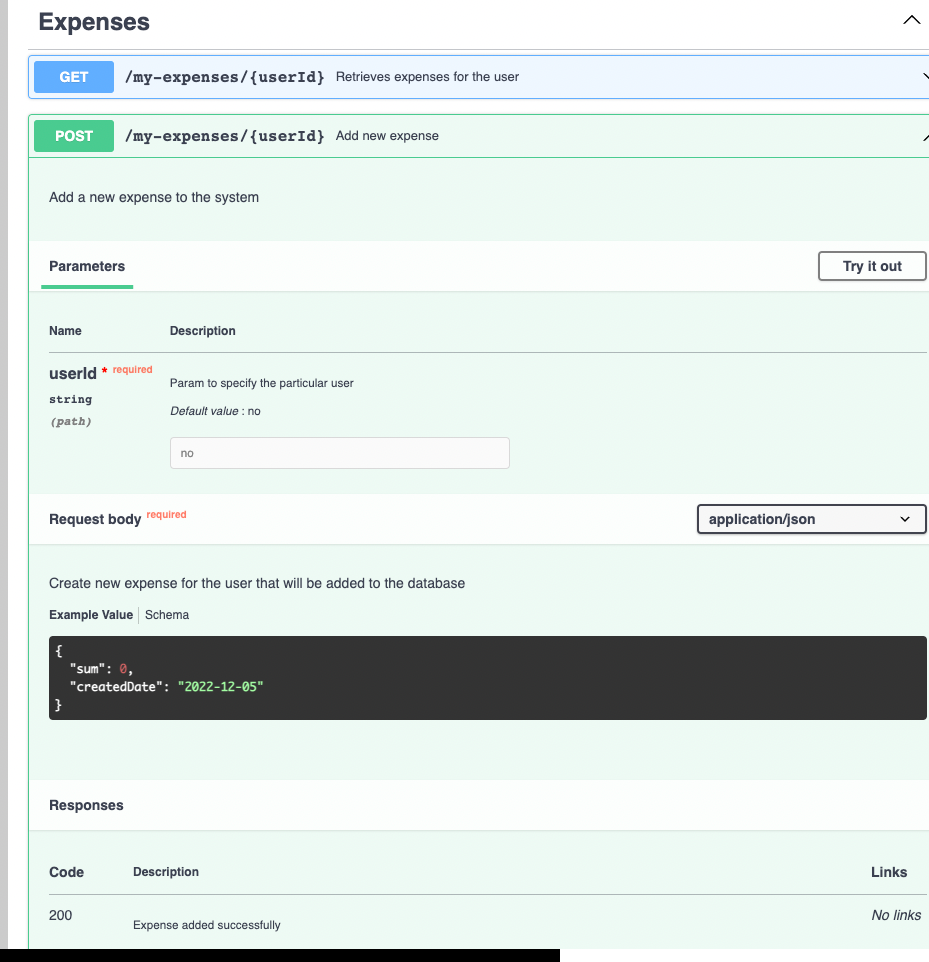 Expenses
GET /my-expenses/{userId} Retrieves expenses for the user
POST /my-expenses/{userId} Add new expense
Add a new expense to the system
Parameters Try it out
Name Description
userId * required Param to specify the particular user
string
(path)
Default value : no
no
Request body required application/json
Create new expense for the user that will be added to the database
Example Value Schema
{
"sum": 0,
"createdDate": "2022-12-05"
}
Responses
Code Description Links
200 Expense added successfully No links